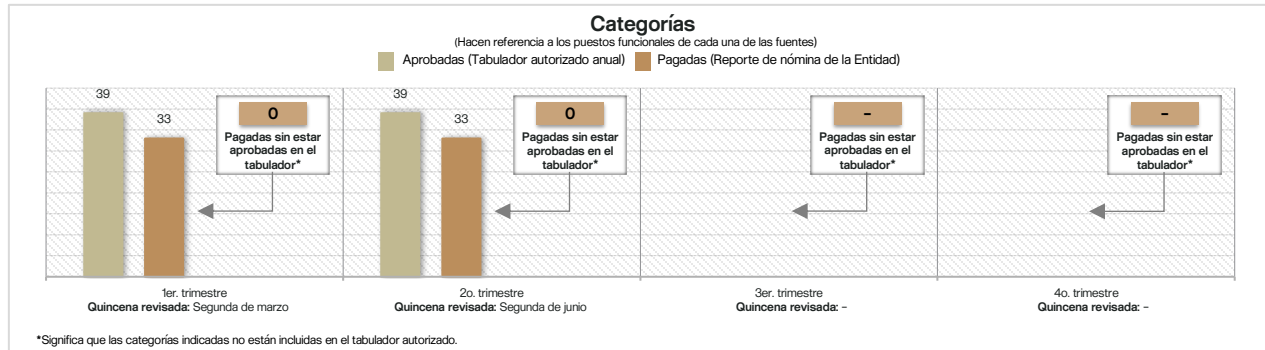 Categorías
(Hacen referencia a los puestos funcionales de cada una de las fuentes)
Aprobadas (Tabulador autorizado anual) Pagadas (Reporte de nómina de la Entidad)
39
33
0
Pagadas sin estar
aprobadas en el
tabulador*
39
33
0
Pagadas sin estar
aprobadas en el
tabulador*
-
Pagadas sin estar
aprobadas en el
tabulador*
-
Pagadas sin estar
aprobadas en el
tabulador*
1er. trimestre
Quincena revisada: Segunda de marzo
2o. trimestre
Quincena revisada: Segunda de junio
3er. trimestre
Quincena revisada: -
4o. trimestre
Quincena revisada: -
*Significa que las categorías indicadas no están incluidas en el tabulador autorizado.